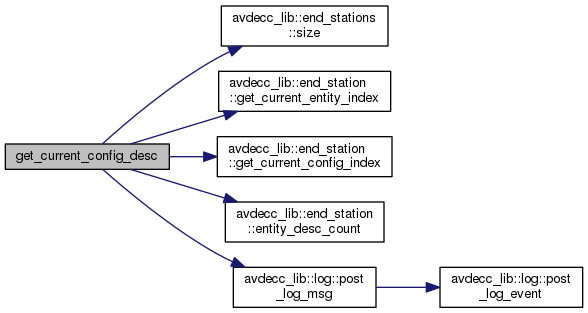 avdecc_lib::end_stations
::size
avdecc_lib::end_station
::get_current_entity_index
get_current_config_desc
avdecc_lib::end_station
::get_current_config_index
avdecc_lib::end_station
::entity_desc_count
avdecc_lib::log::post
_log_msg
avdecc_lib::log::post
_log_event